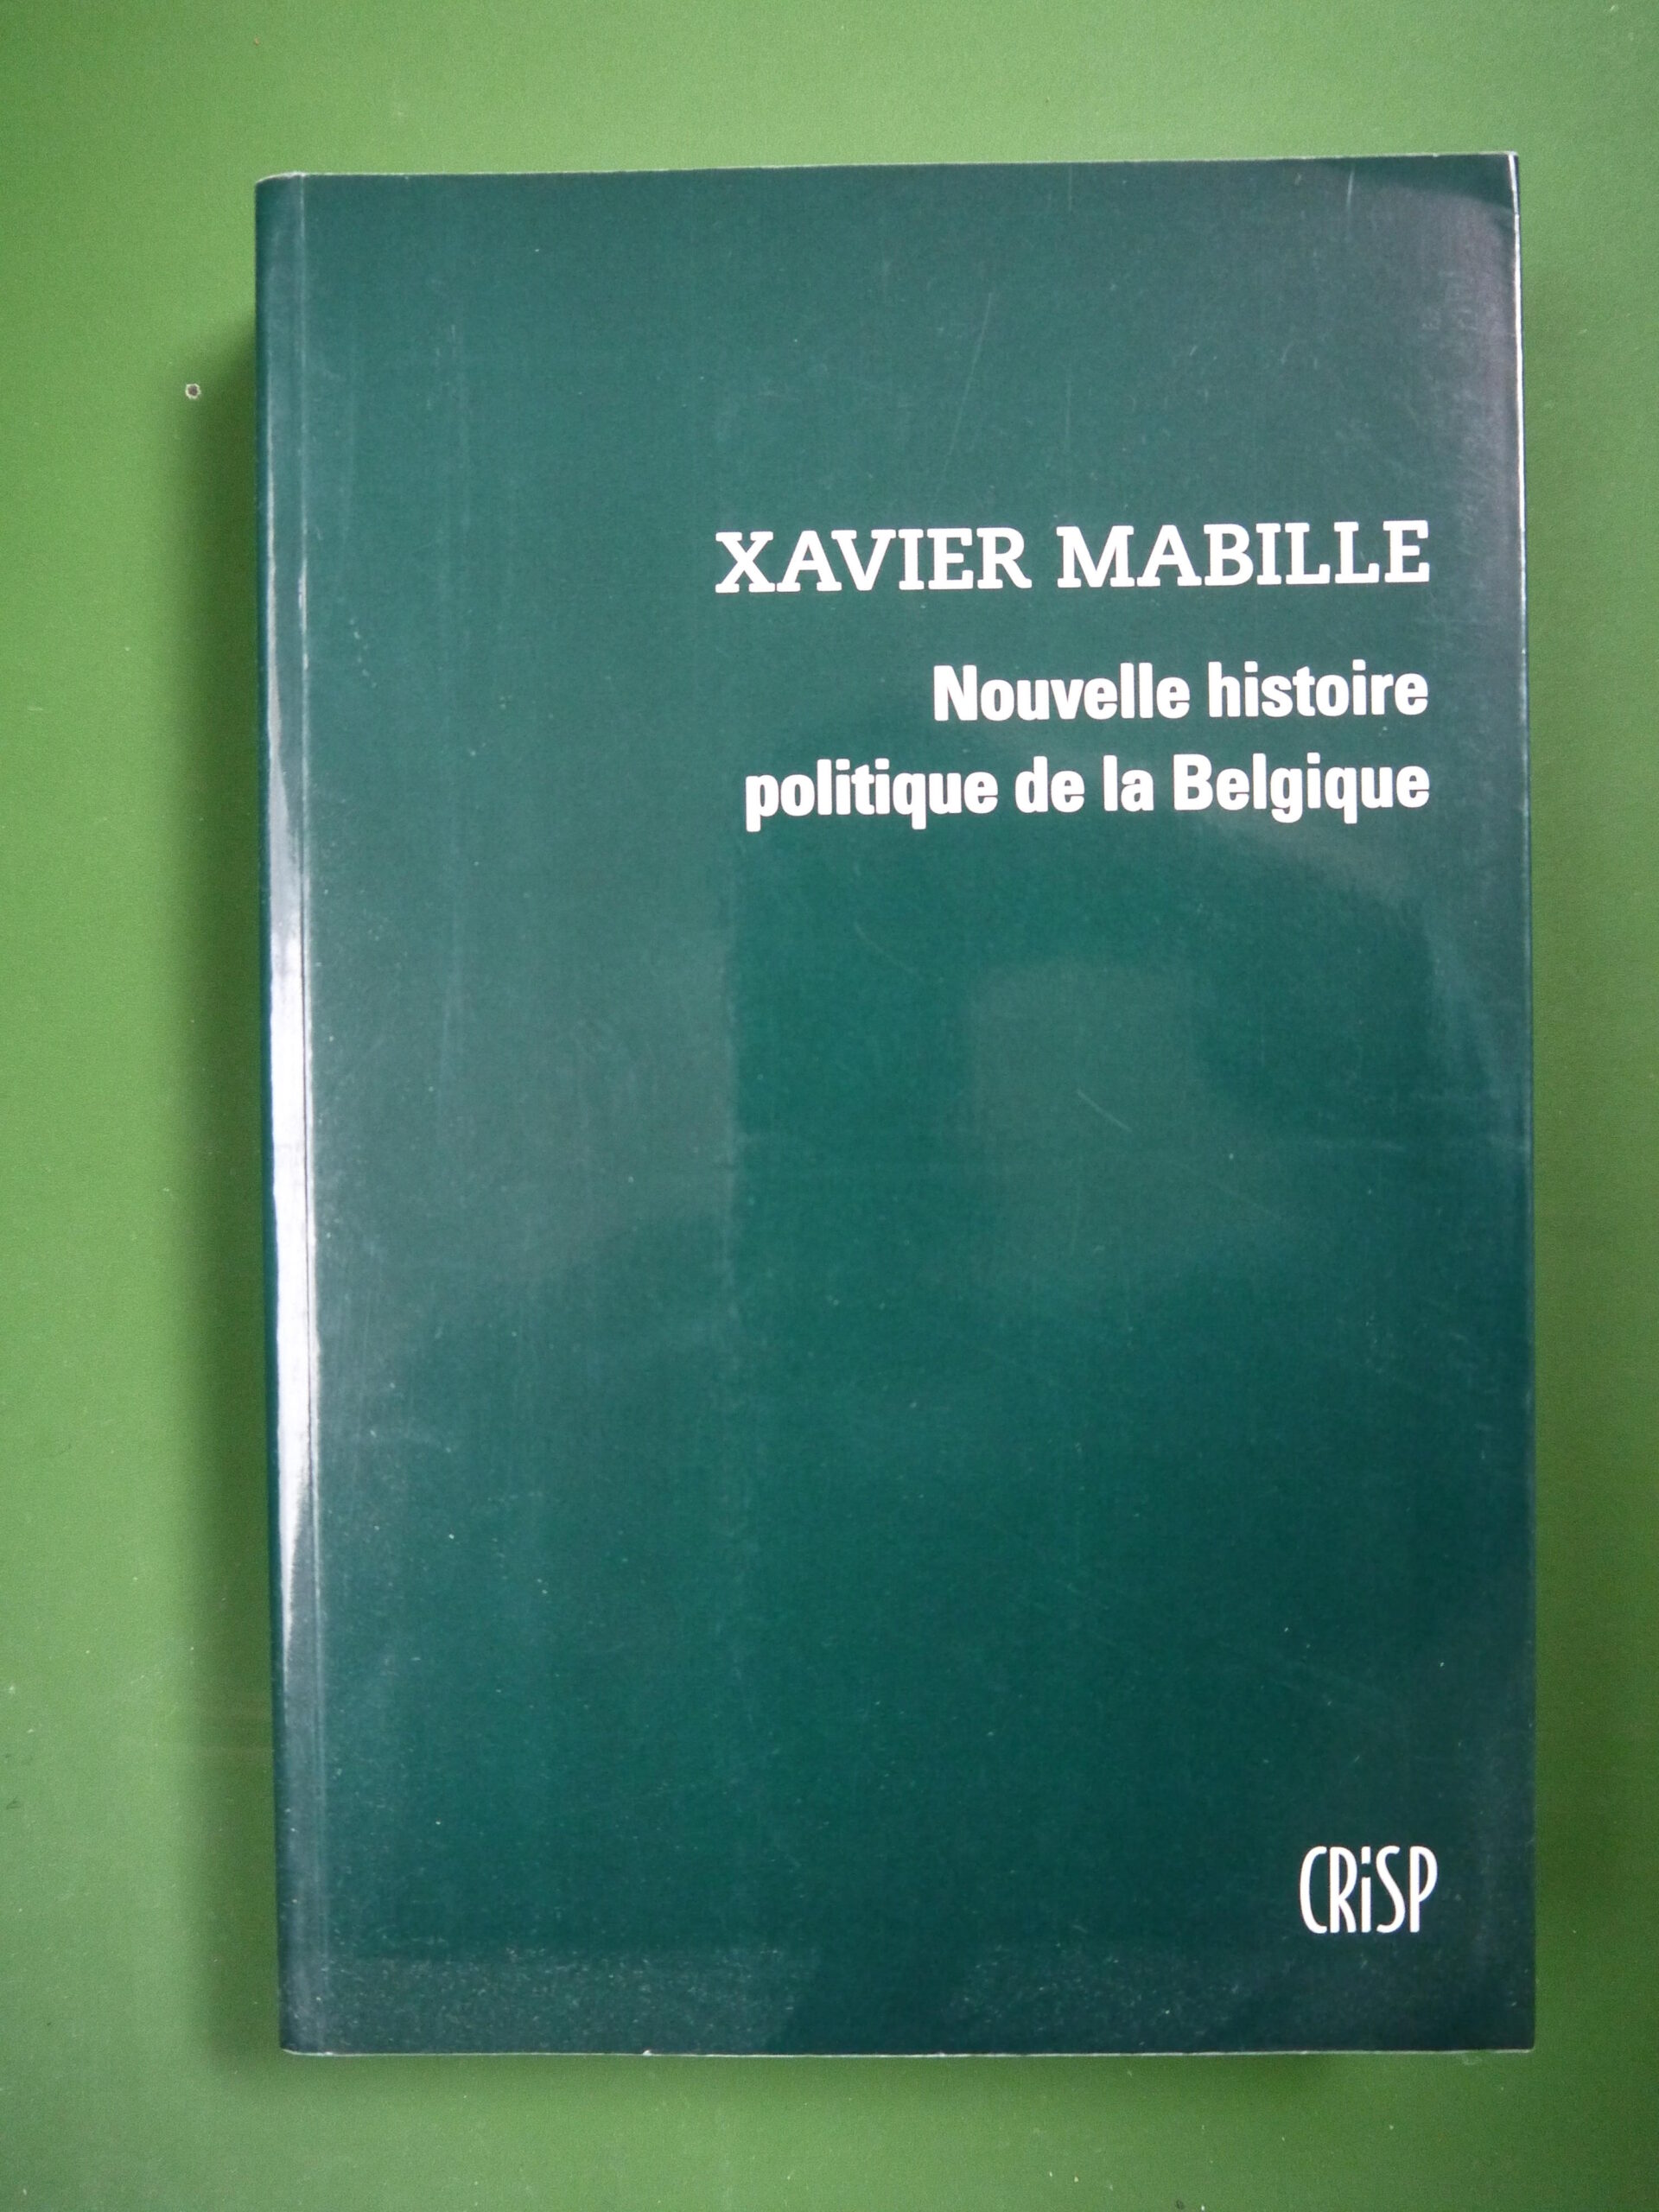 XAVIER MABILLE
Nouvelle histoire
politique de la Belgique
CRiSP